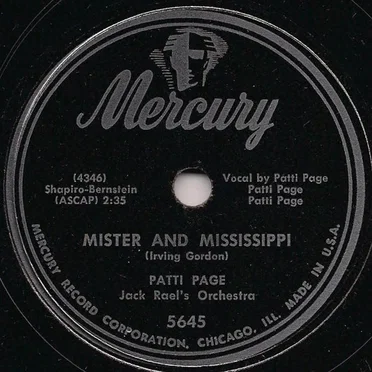 Mercury
(4346)
Shapiro-Bernstein
(ASCAP) 2:35
Vocal by Patti Page
Patti Page
Patti Page
MISTER AND MISSISSIPPI
(Irving Gordon)
PATTI PAGE
Jack Rael's Orchestra
5645
MERCURY RECORD CORPORATION, CHICAGO, ILL. MADE IN U.S.A.